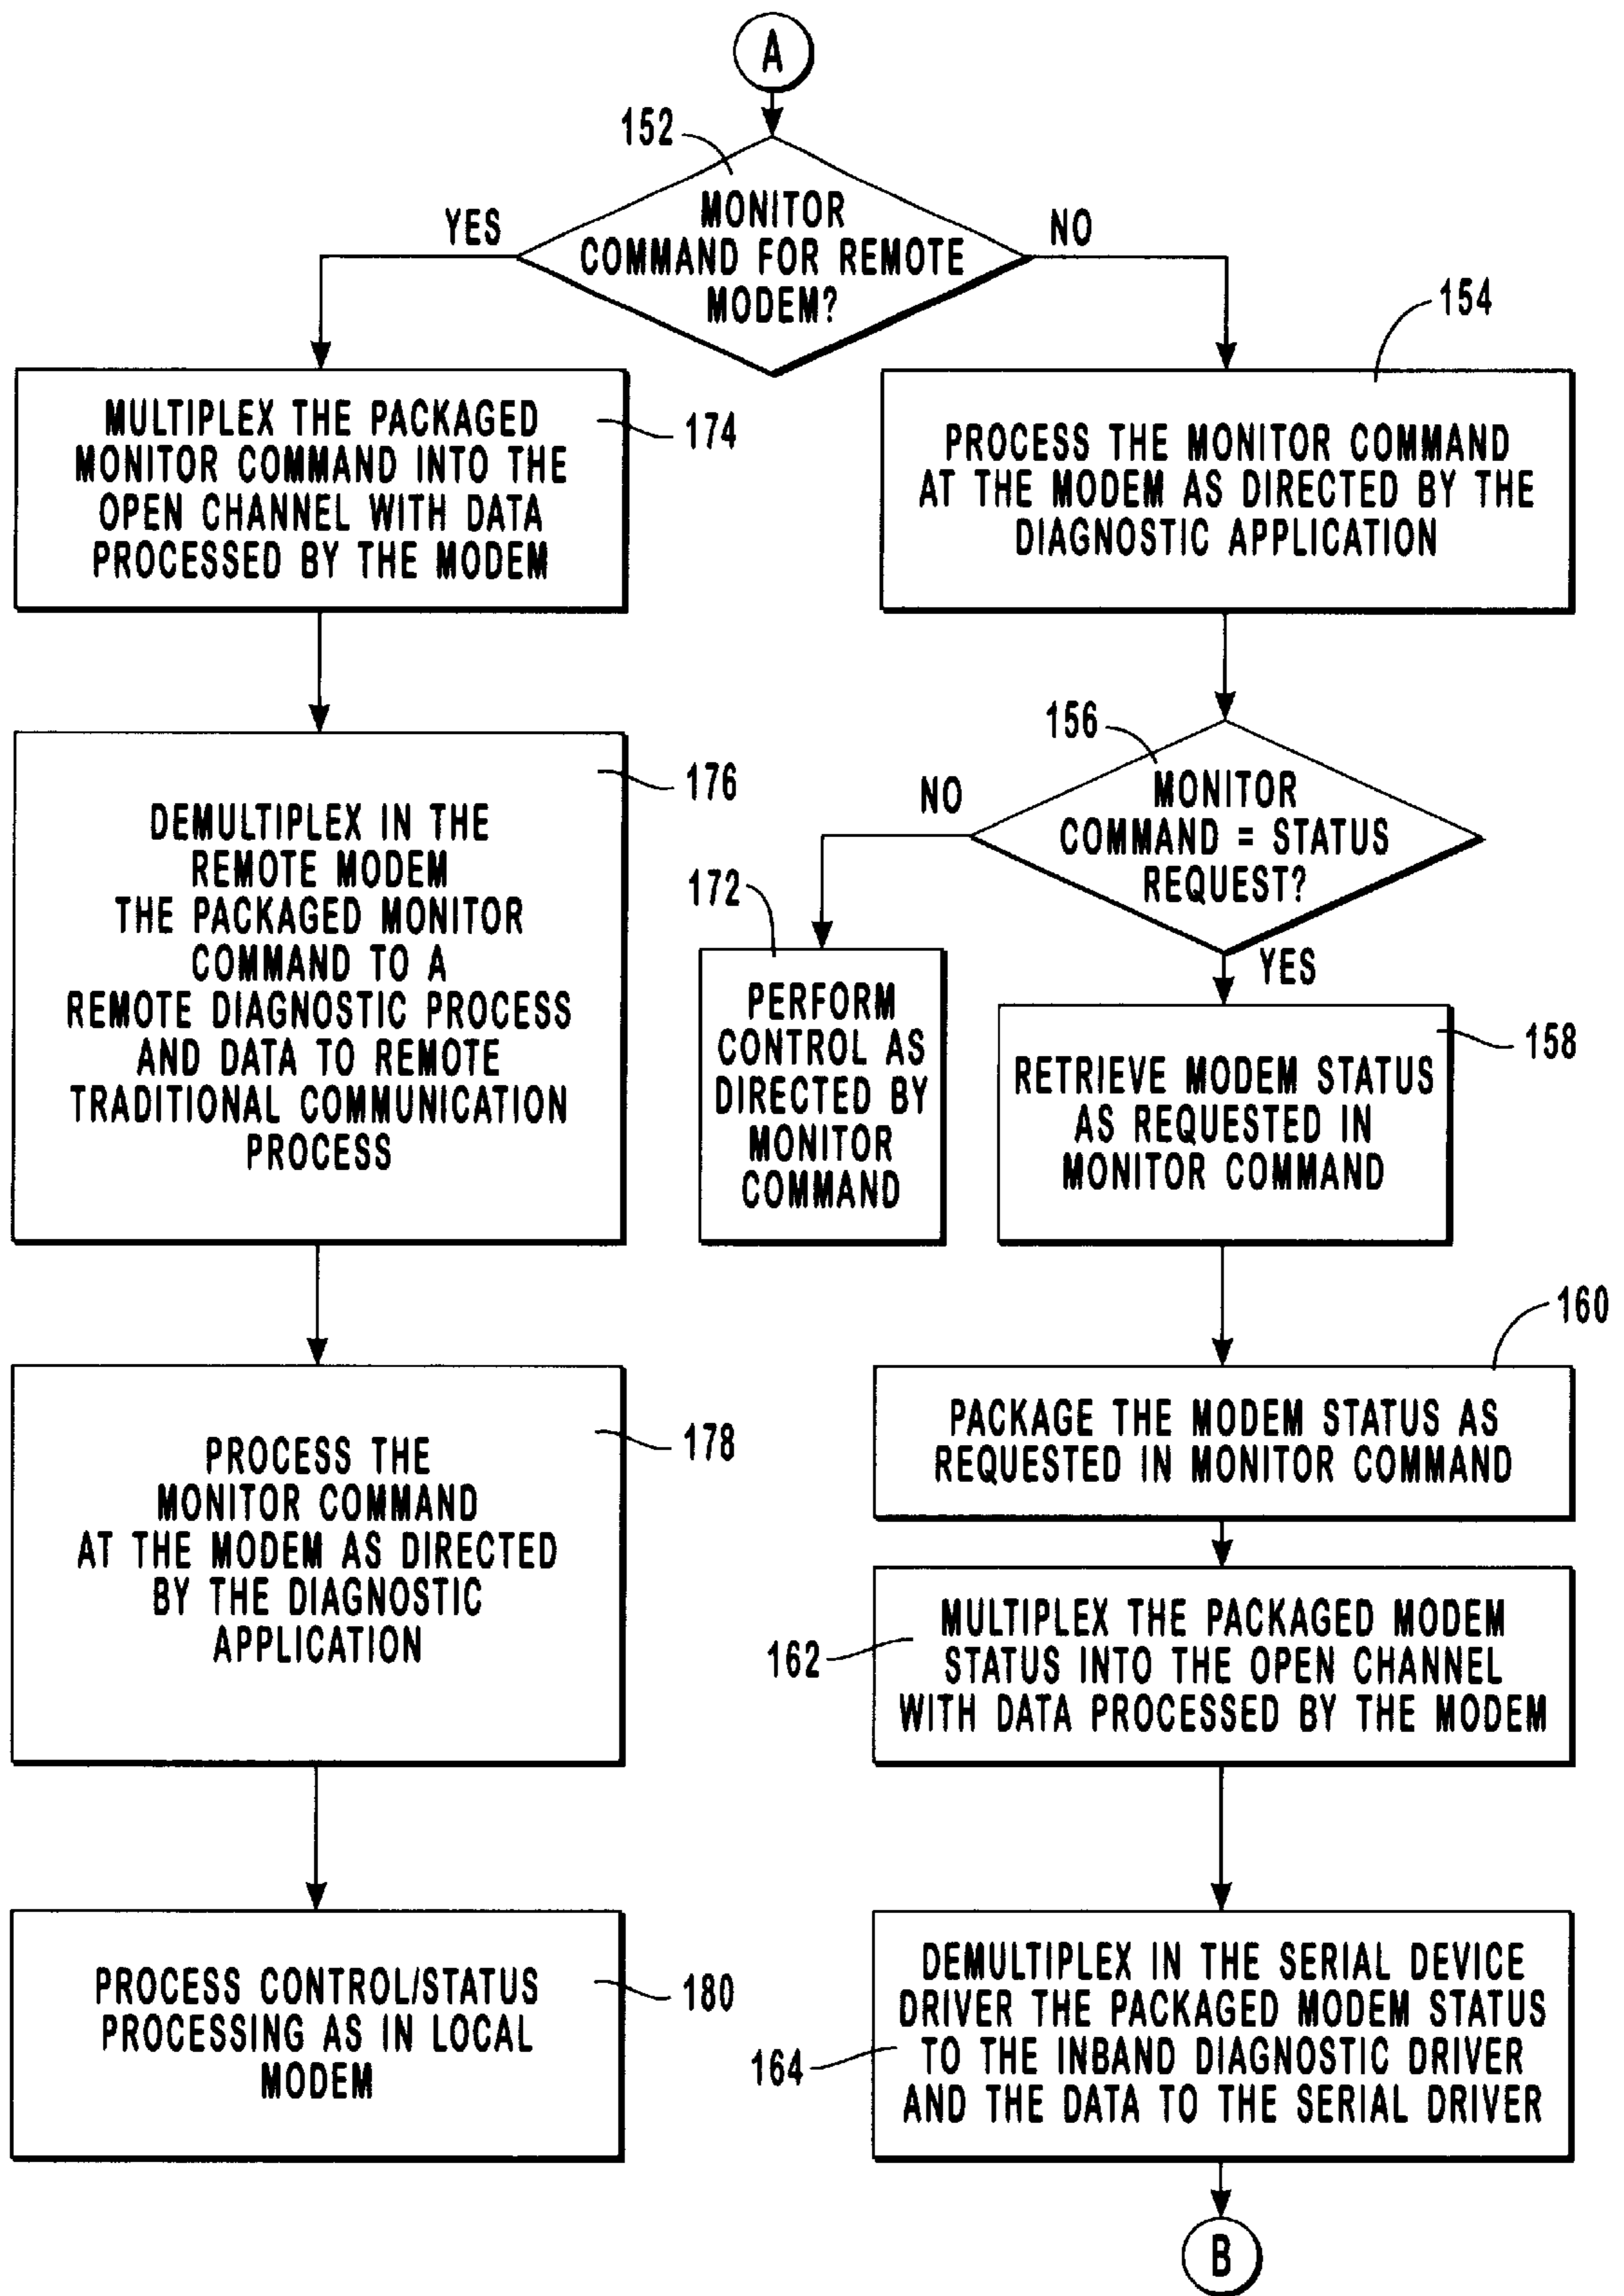 A
152
MONITOR
COMMAND FOR REMOTE
MODEM?
YES
NO
154
MULTIPLEX THE PACKAGED
MONITOR COMMAND INTO THE
OPEN CHANNEL WITH DATA
PROCESSED BY THE MODEM
174
PROCESS THE MONITOR COMMAND
AT THE MODEM AS DIRECTED BY THE
DIAGNOSTIC APPLICATION
DEMULTIPLEX IN THE
REMOTE MODEM
THE PACKAGED MONITOR
COMMAND TO A
REMOTE DIAGNOSTIC PROCESS
AND DATA TO REMOTE
TRADITIONAL COMMUNICATION
PROCESS
176
156
MONITOR
COMMAND = STATUS
REQUEST?
NO
YES
172
PERFORM
CONTROL AS
DIRECTED BY
MONITOR
COMMAND
RETRIEVE MODEM STATUS
AS REQUESTED IN
MONITOR COMMAND
158
PROCESS THE
MONITOR COMMAND
AT THE MODEM AS DIRECTED
BY THE DIAGNOSTIC
APPLICATION
178
160
PACKAGE THE MODEM STATUS AS
REQUESTED IN MONITOR COMMAND
162
MULTIPLEX THE PACKAGED MODEM
STATUS INTO THE OPEN CHANNEL
WITH DATA PROCESSED BY THE MODEM
PROCESS CONTROL/STATUS
PROCESSING AS IN LOCAL
MODEM
180
164
DEMULTIPLEX IN THE SERIAL DEVICE
DRIVER THE PACKAGED MODEM STATUS
TO THE INBAND DIAGNOSTIC DRIVER
AND THE DATA TO THE SERIAL DRIVER
B